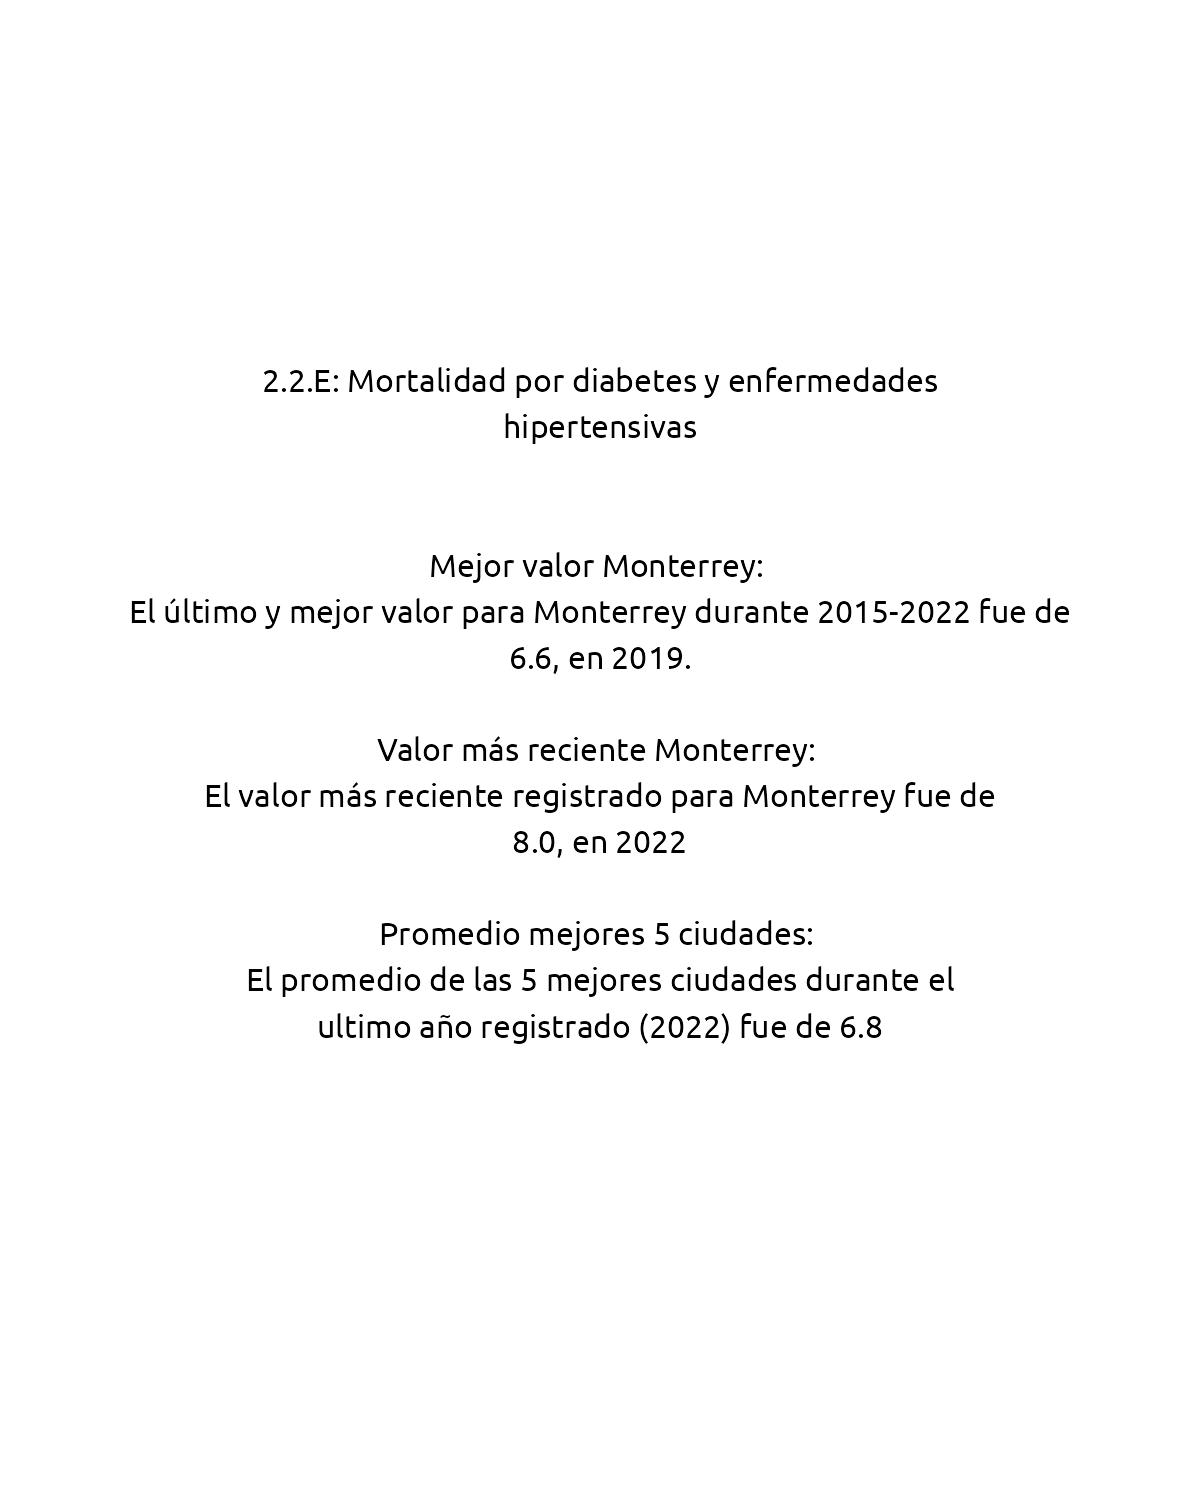 2.2.E: Mortalidad por diabetes y enfermedades
hipertensivas
Mejor valor Monterrey:
El último y mejor valor para Monterrey durante 2015-2022 fue de
6.6, en 2019.
Valor más reciente Monterrey:
El valor más reciente registrado para Monterrey fue de
8.0, en 2022
Promedio mejores 5 ciudades:
El promedio de las 5 mejores ciudades durante el
ultimo año registrado (2022) fue de 6.8